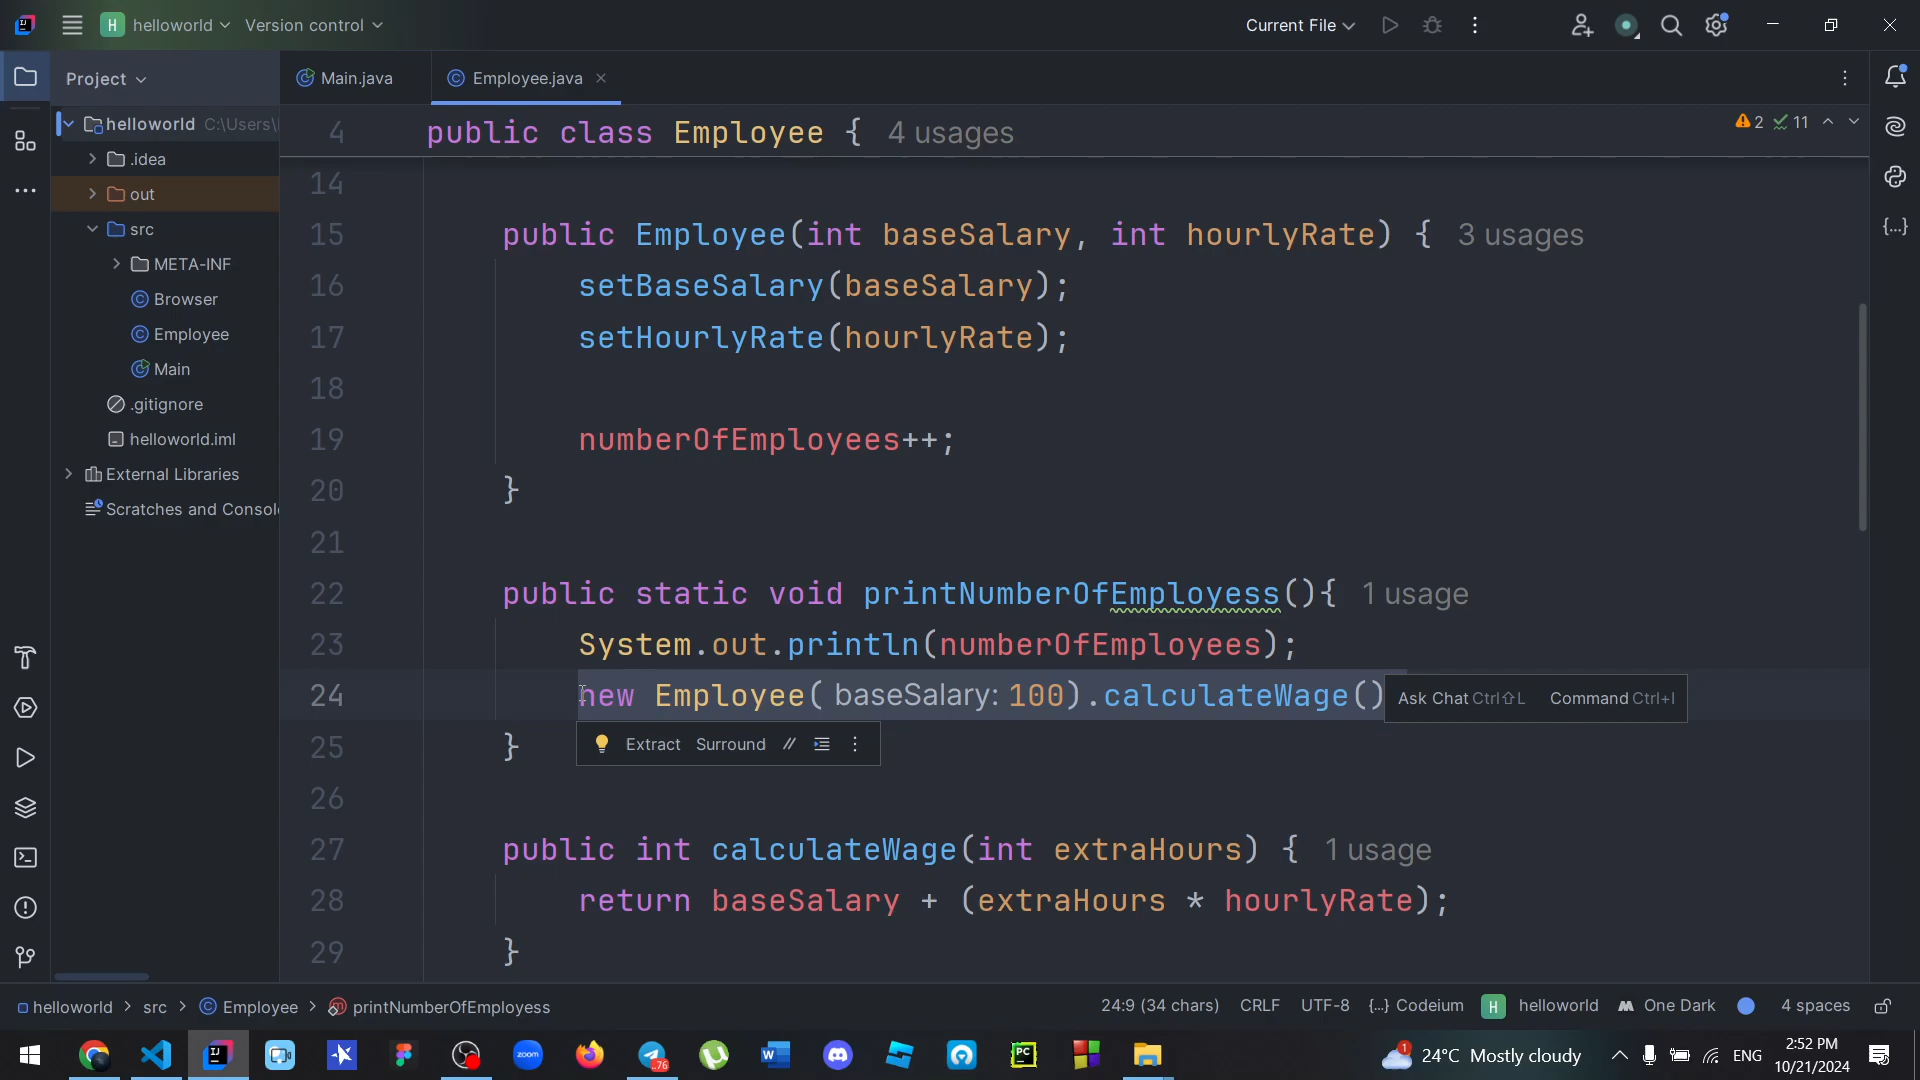 H helloworld Version control Current File
Project Main.java Employee.java
helloworld C:\Users\
.idea
out
src
META-INF
Browser
Employee
Main
.gitignore
helloworld.iml
External Libraries
Scratches and Consol
2 11
4 public class Employee { 4 usages
14
15 public Employee(int baseSalary, int hourlyRate) { 3 usages
16 setBaseSalary(baseSalary);
17 setHourlyRate(hourlyRate);
18
19 numberOfEmployees++;
20 }
21
22 public static void printNumberOfEmployess(){ 1 usage
23 System.out.println(numberOfEmployees);
24 new Employee( baseSalary: 100).calculateWage() Ask Chat Ctrl⇧L Command Ctrl+I
25 }
Extract Surround //
26
27 public int calculateWage(int extraHours) { 1 usage
28 return baseSalary + (extraHours * hourlyRate);
29 }
helloworld > src > Employee > printNumberOfEmployess 24:9 (34 chars) CRLF UTF-8 {...} Codeium H helloworld One Dark 4 spaces
zoom 76 W PC 1 24°C Mostly cloudy ENG 2:52 PM
10/21/2024